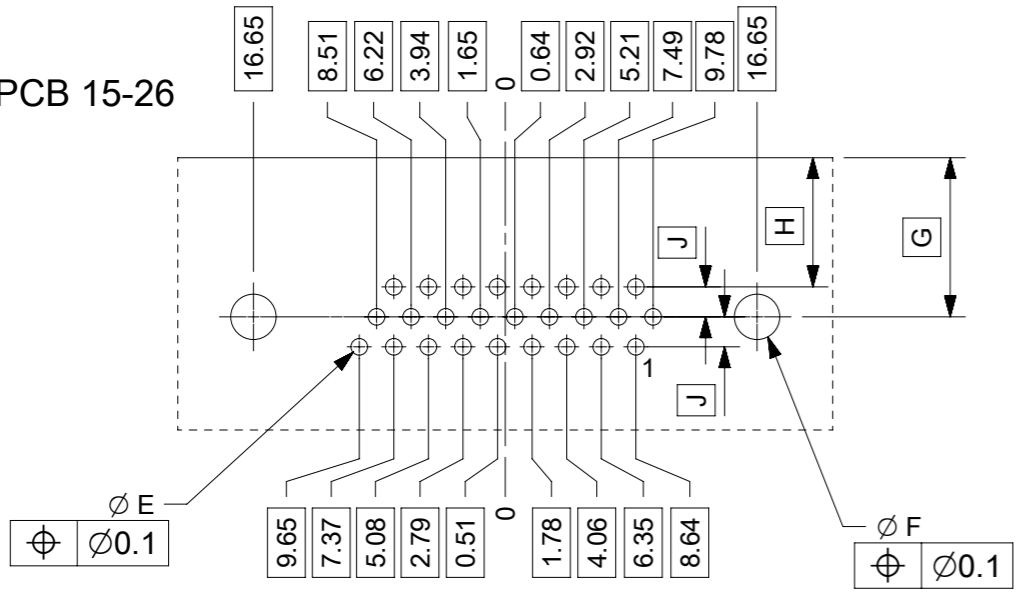 PCB 15-26
16.65
8.51
6.22
3.94
1.65
0
0.64
2.92
5.21
7.49
9.78
16.65
J
H
G
1
J
9.65
7.37
5.08
2.79
0.51
0
1.78
4.06
6.35
8.64
Ø E
⌖ Ø0.1
Ø F
⌖ Ø0.1